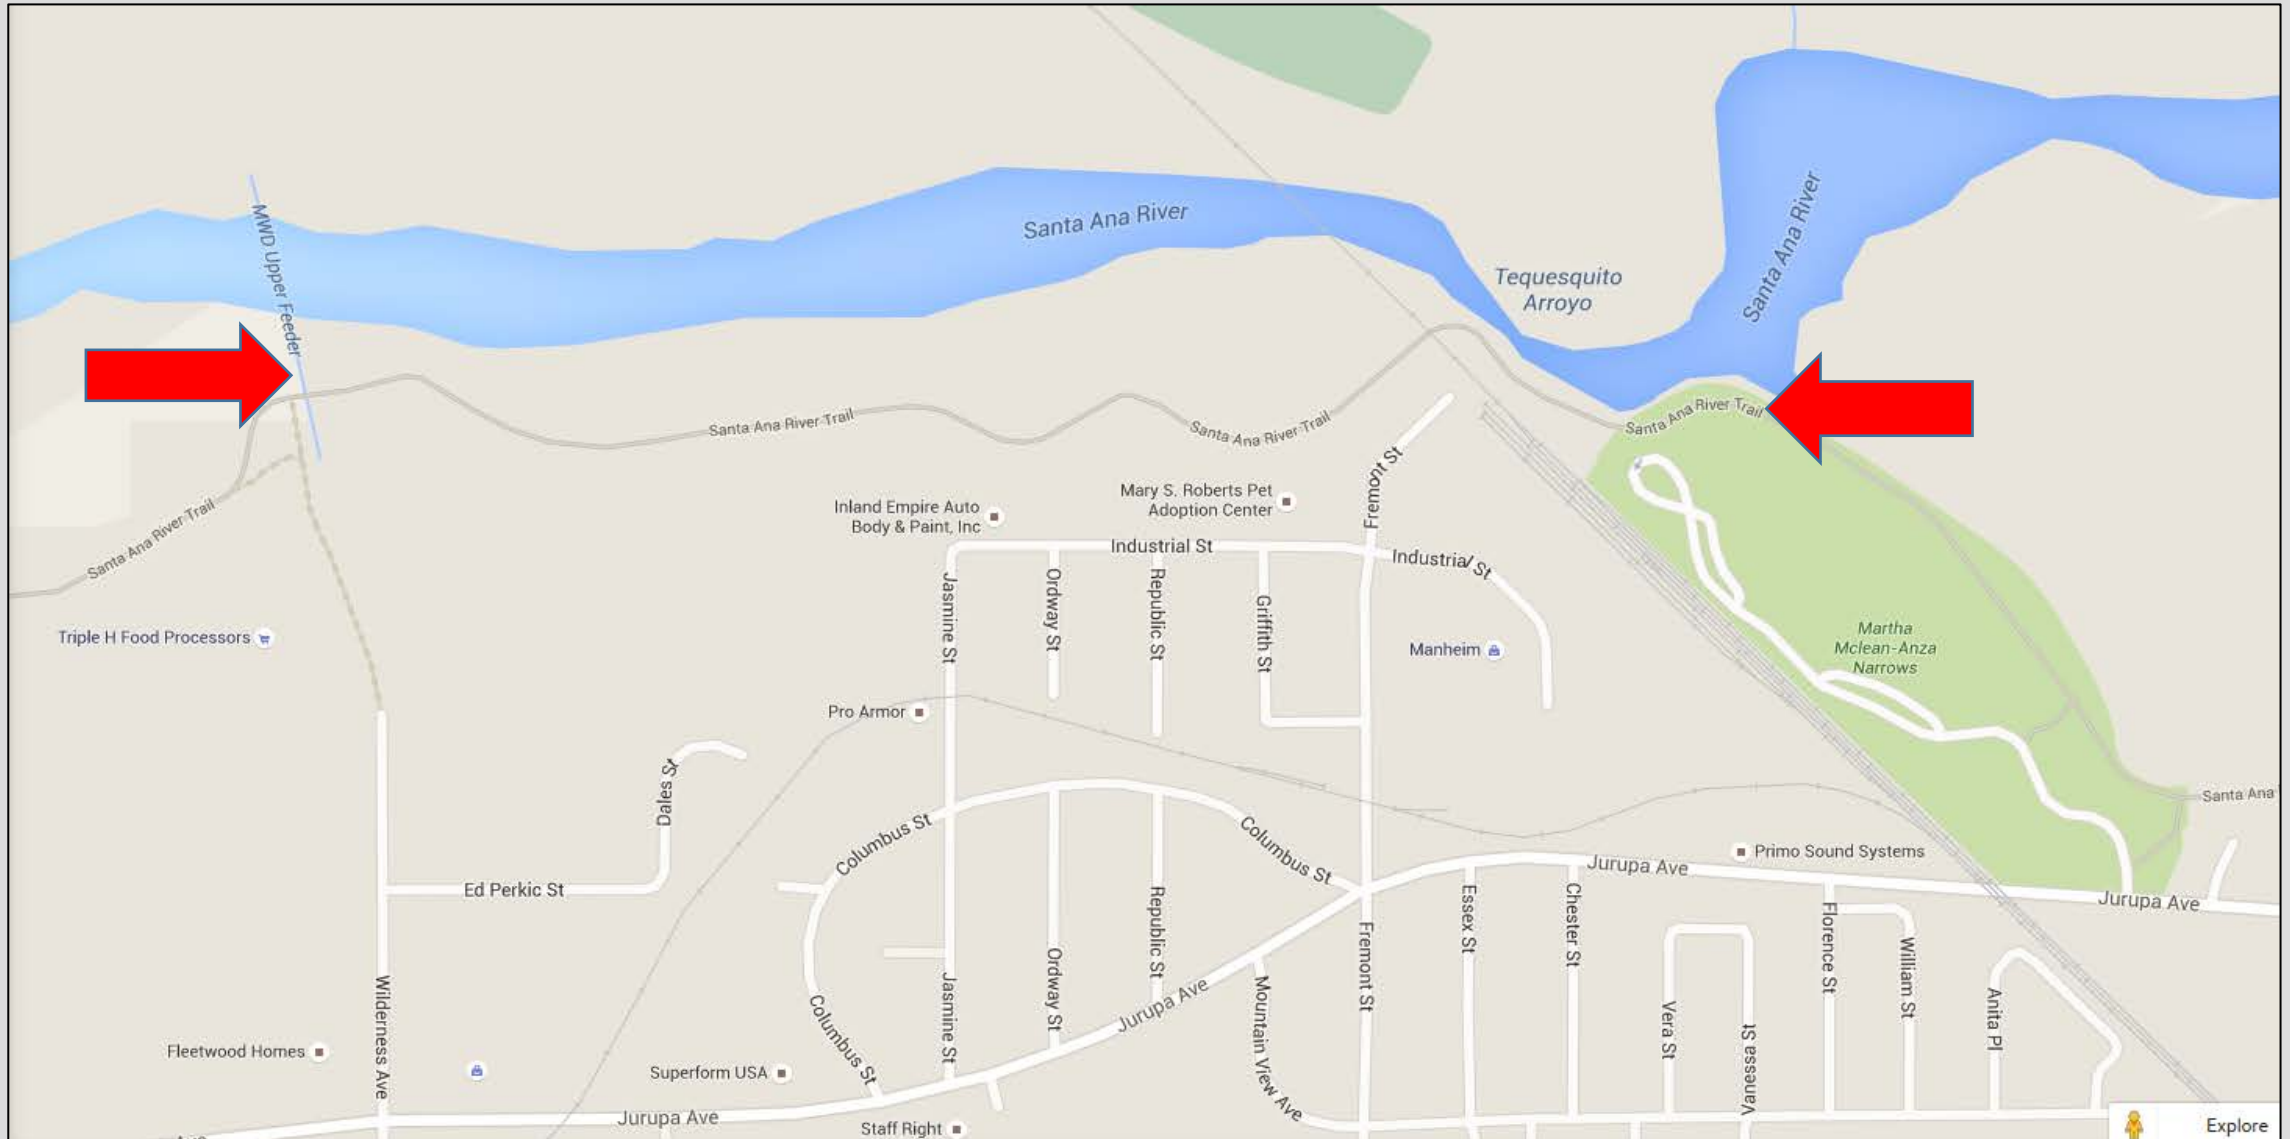 Santa Ana River
MWD Upper Feeder
Santa Ana River
Tequesquito
Arroyo
Santa Ana River Trail
Santa Ana River Trail
Santa Ana River Trail
Santa Ana River Trail
Fremont St
Mary S. Roberts Pet
Adoption Center
Inland Empire Auto
Body & Paint, Inc
Industrial St
Industrial St
Jasmine St
Ordway St
Republic St
Griffith St
Triple H Food Processors
Manheim
Martha
Mclean-Anza
Narrows
Pro Armor
Dales St
Santa Ana
Columbus St
Columbus St
Primo Sound Systems
Jurupa Ave
Ed Perkic St
Jurupa Ave
Essex St
Chester St
Florence St
William St
Republic St
Ordway St
Fremont St
Jasmine St
Wilderness Ave
Columbus St
Jurupa Ave
Mountain View Ave
Vera St
Vanessa St
Anita Pl
Fleetwood Homes
Superform USA
Jurupa Ave
Staff Right
Explore